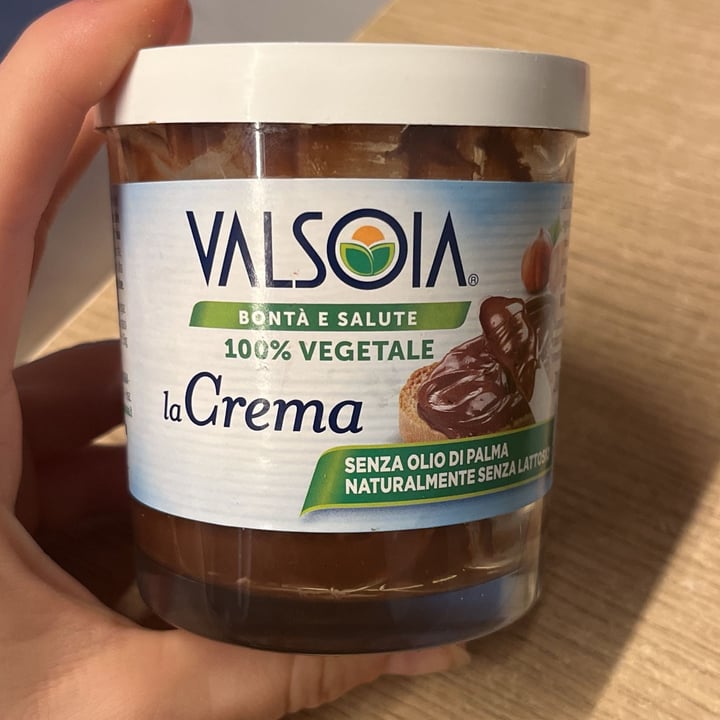 VALSOIA®
BONTÀ E SALUTE
100% VEGETALE
la Crema
SENZA OLIO DI PALMA
NATURALMENTE SENZA LATTOSIO